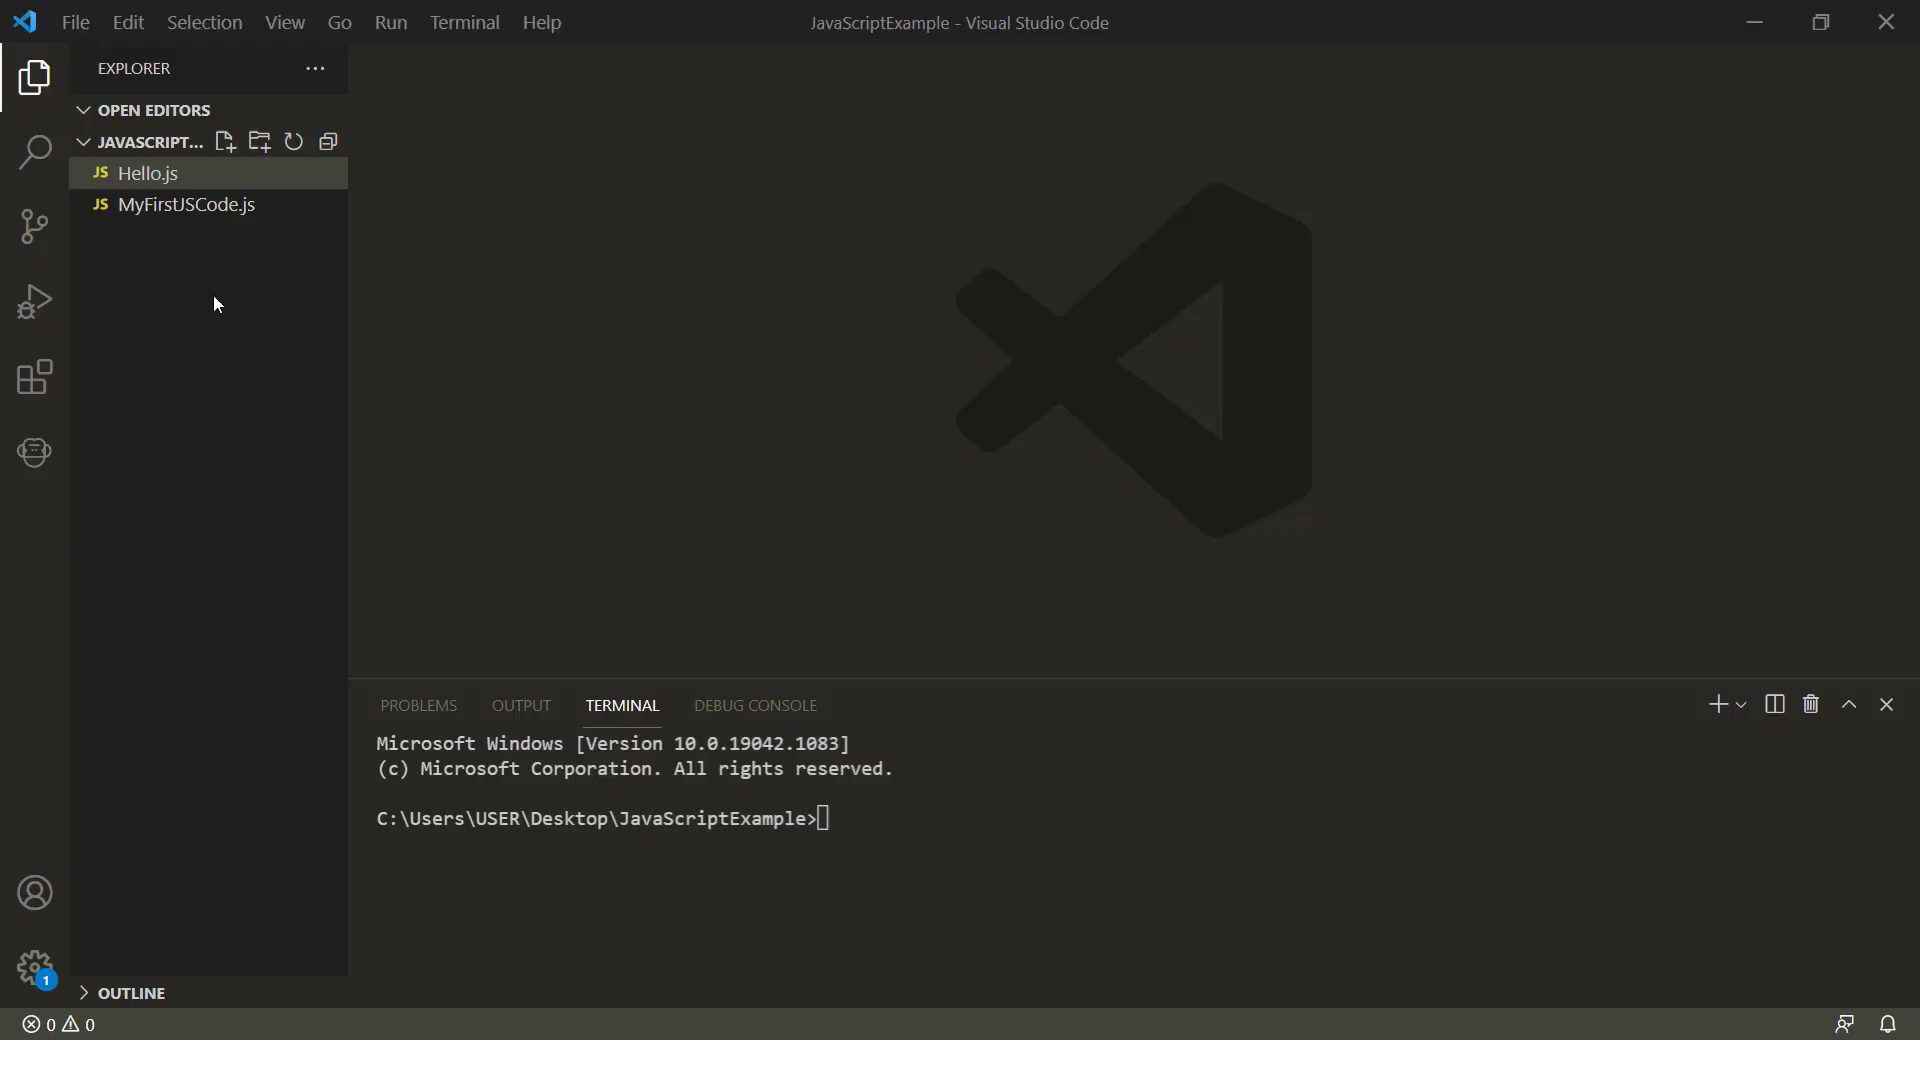 File Edit Selection View Go Run Terminal Help
JavaScriptExample - Visual Studio Code
EXPLORER
OPEN EDITORS
JAVASCRIPT...
JS Hello.js
JS MyFirstJSCode.js
PROBLEMS OUTPUT TERMINAL DEBUG CONSOLE
Microsoft Windows [Version 10.0.19042.1083]
(c) Microsoft Corporation. All rights reserved.
C:\Users\USER\Desktop\JavaScriptExample>
1
OUTLINE
0 0